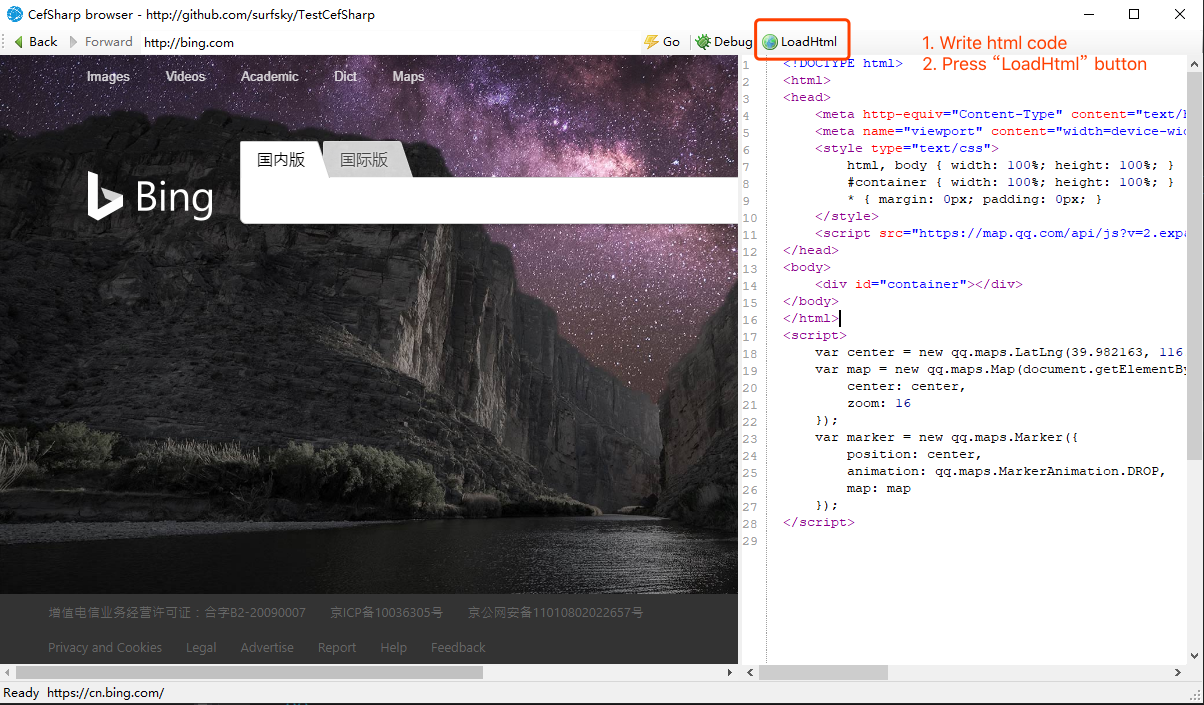 CefSharp browser - http://github.com/surfsky/TestCefSharp
Back Forward http://bing.com Go Debug LoadHtml
1. Write html code
2. Press “LoadHtml” button
Images Videos Academic Dict Maps
国内版 国际版
Bing
增值电信业务经营许可证：合字B2-20090007 京ICP备10036305号 京公网安备11010802022657号
Privacy and Cookies Legal Advertise Report Help Feedback
1 <!DOCTYPE html>
2 <html>
3 <head>
4 <meta http-equiv="Content-Type" content="text/
5 <meta name="viewport" content="width=device-wi
6 <style type="text/css">
7 html, body { width: 100%; height: 100%; }
8 #container { width: 100%; height: 100%; }
9 * { margin: 0px; padding: 0px; }
10 </style>
11 <script src="https://map.qq.com/api/js?v=2.exp
12 </head>
13 <body>
14 <div id="container"></div>
15 </body>
16 </html>
17 <script>
18 var center = new qq.maps.LatLng(39.982163, 116
19 var map = new qq.maps.Map(document.getElementBy
20 center: center,
21 zoom: 16
22 });
23 var marker = new qq.maps.Marker({
24 position: center,
25 animation: qq.maps.MarkerAnimation.DROP,
26 map: map
27 });
28 </script>
29
Ready https://cn.bing.com/